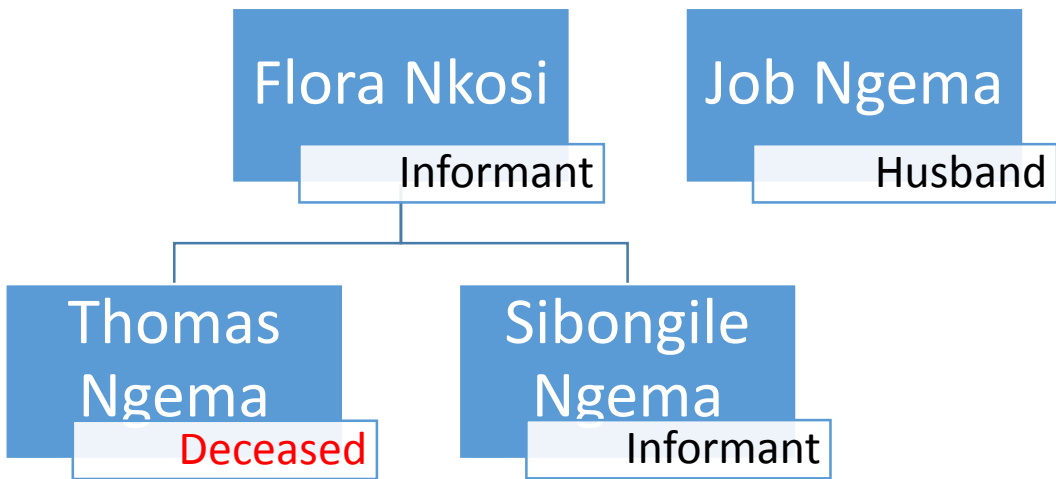 Flora Nkosi
Informant
Job Ngema
Husband
Thomas
Ngema
Deceased
Sibongile
Ngema
Informant